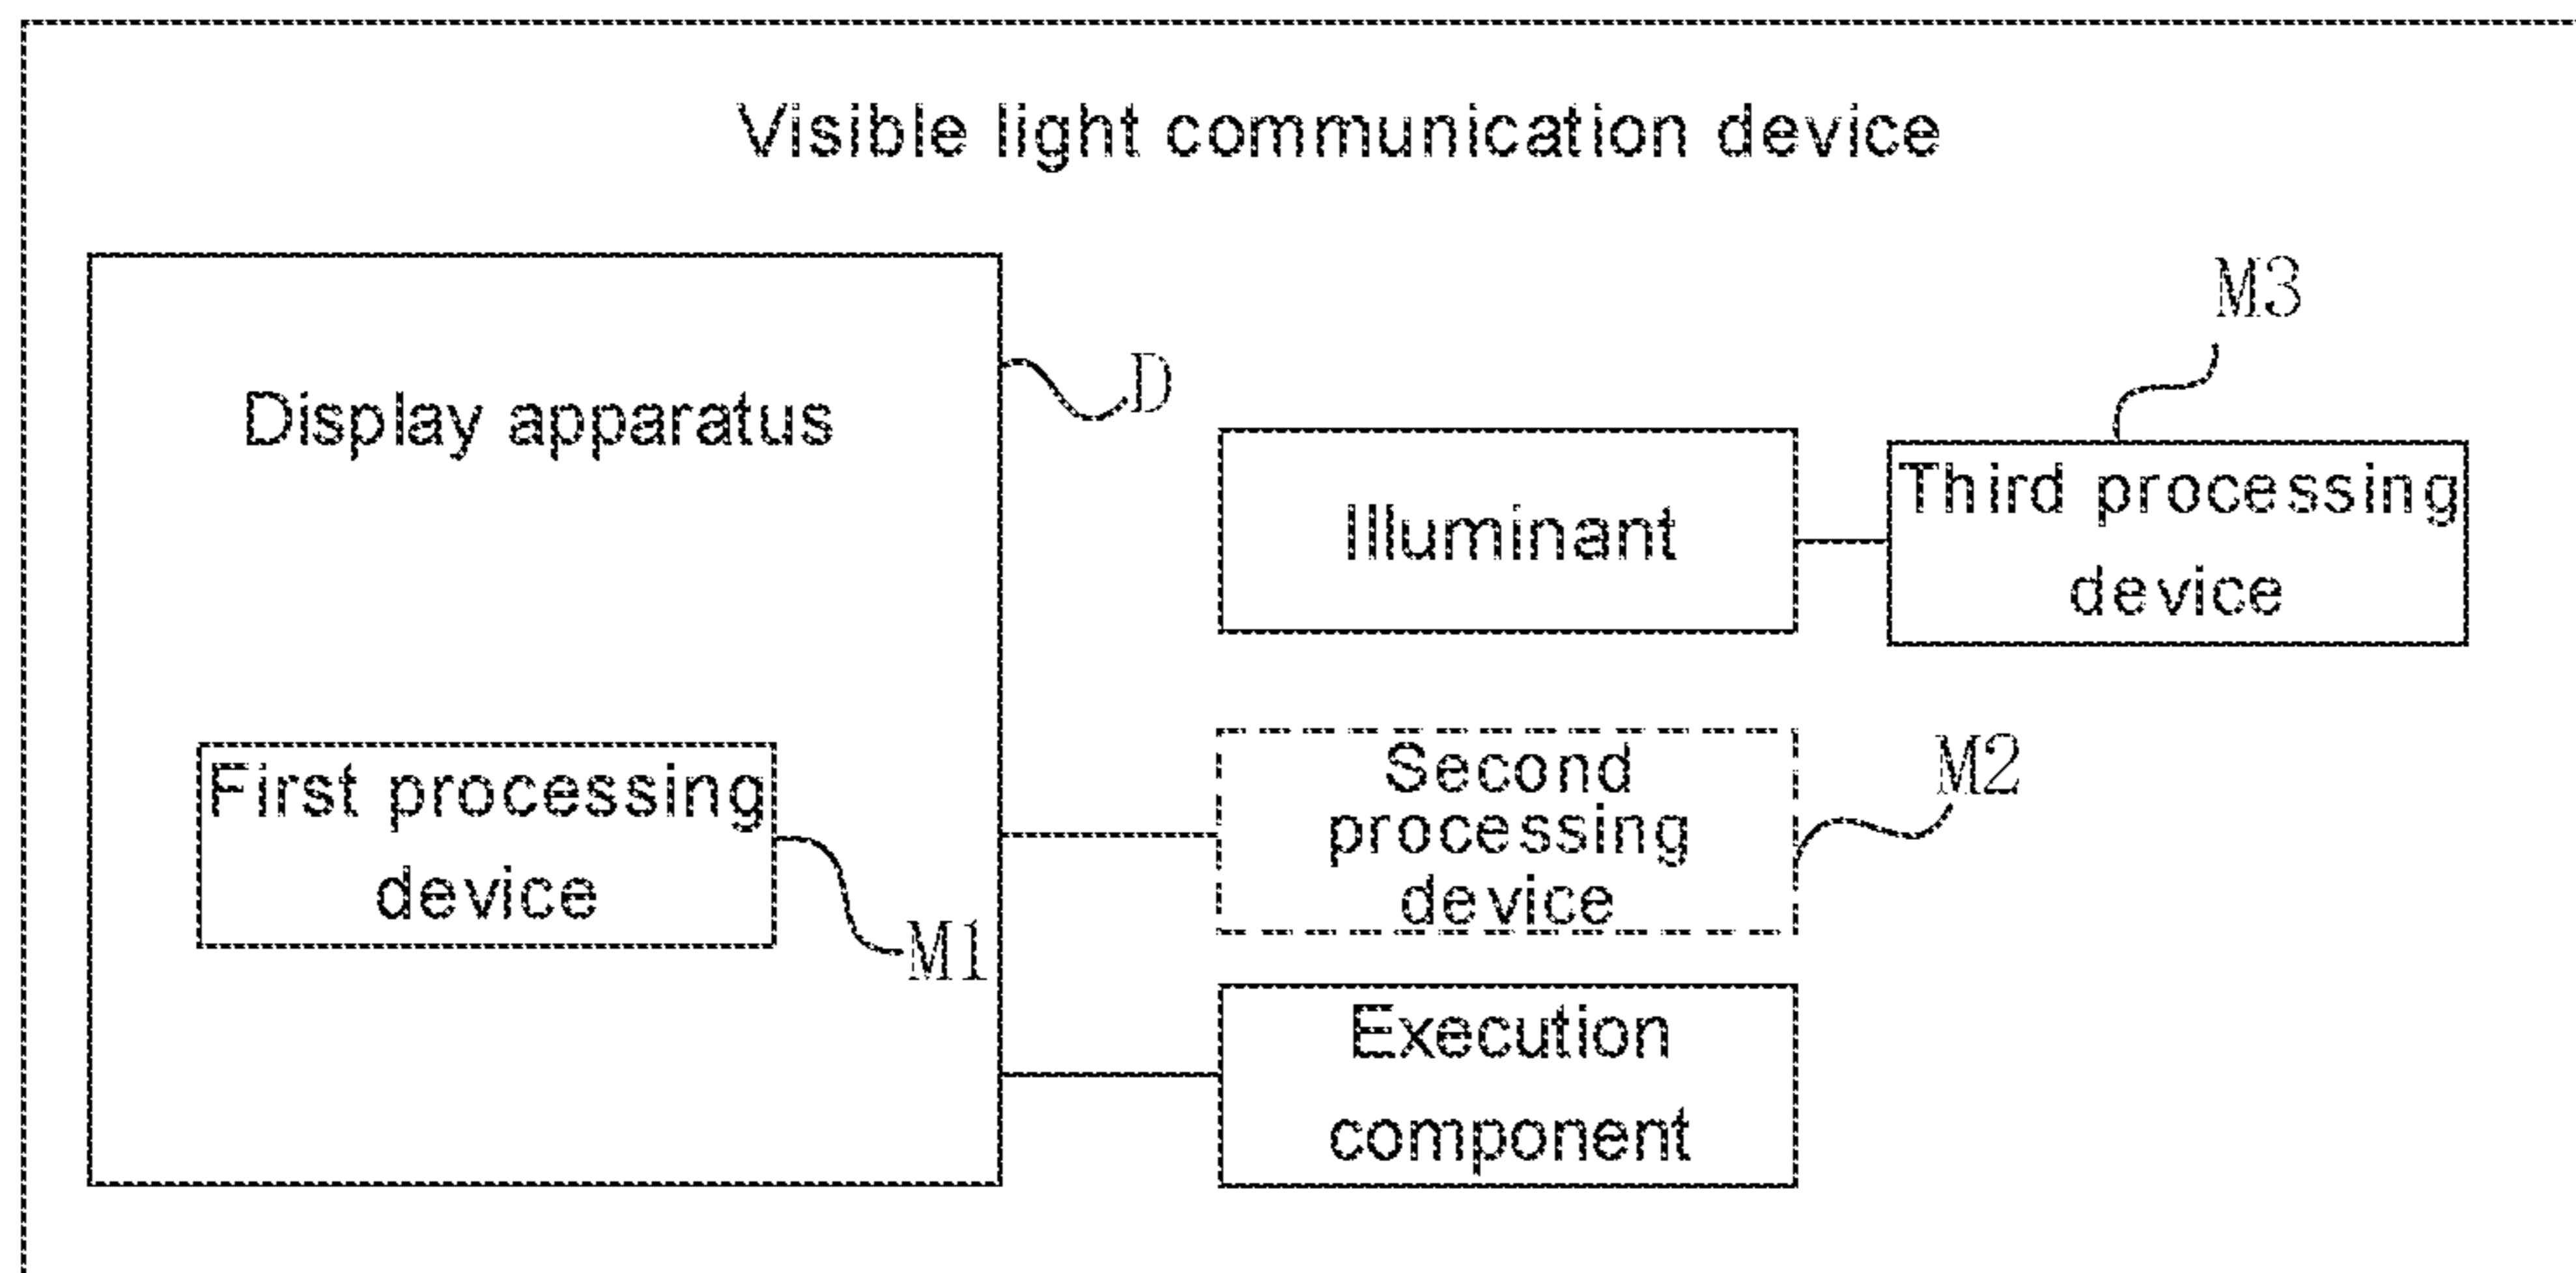 Visible light communication device
M3
D
Display apparatus
Third processing
device
Illuminant
Second
processing
device
M2
First processing
device
M1
Execution
component